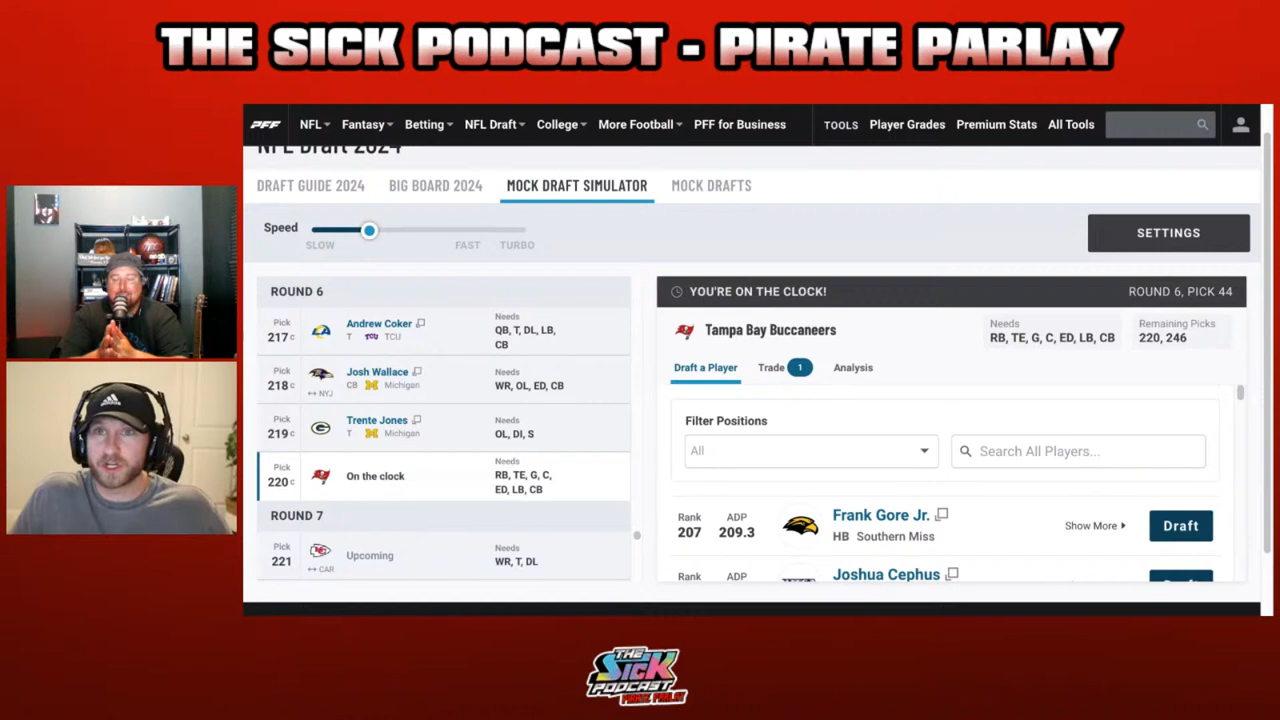 THE SICK PODCAST - PIRATE PARLAY
PFF NFL Fantasy Betting NFL Draft College More Football PFF for Business TOOLS Player Grades Premium Stats All Tools
NFL Draft 2024
DRAFT GUIDE 2024 BIG BOARD 2024 MOCK DRAFT SIMULATOR MOCK DRAFTS
Speed
SLOW FAST TURBO
SETTINGS
ROUND 6
Pick
217 c
Andrew Coker
T TCU TCU
Needs
QB, T, DL, LB,
CB
Pick
218 c
↔ NYJ
Josh Wallace
CB M Michigan
Needs
WR, OL, ED, CB
Pick
219 c
Trente Jones
T M Michigan
Needs
OL, DI, S
Pick
220 c
On the clock
Needs
RB, TE, G, C,
ED, LB, CB
ROUND 7
Pick
221
↔ CAR
Upcoming
Needs
WR, T, DL
YOU'RE ON THE CLOCK! ROUND 6, PICK 44
Tampa Bay Buccaneers
Needs
RB, TE, G, C, ED, LB, CB
Remaining Picks
220, 246
Draft a Player Trade 1 Analysis
Filter Positions
All
Search All Players...
Rank
207
ADP
209.3
Frank Gore Jr.
HB Southern Miss
Show More
Draft
Rank ADP Joshua Cephus
THE
SICK
PODCAST
PIRATE PARLAY